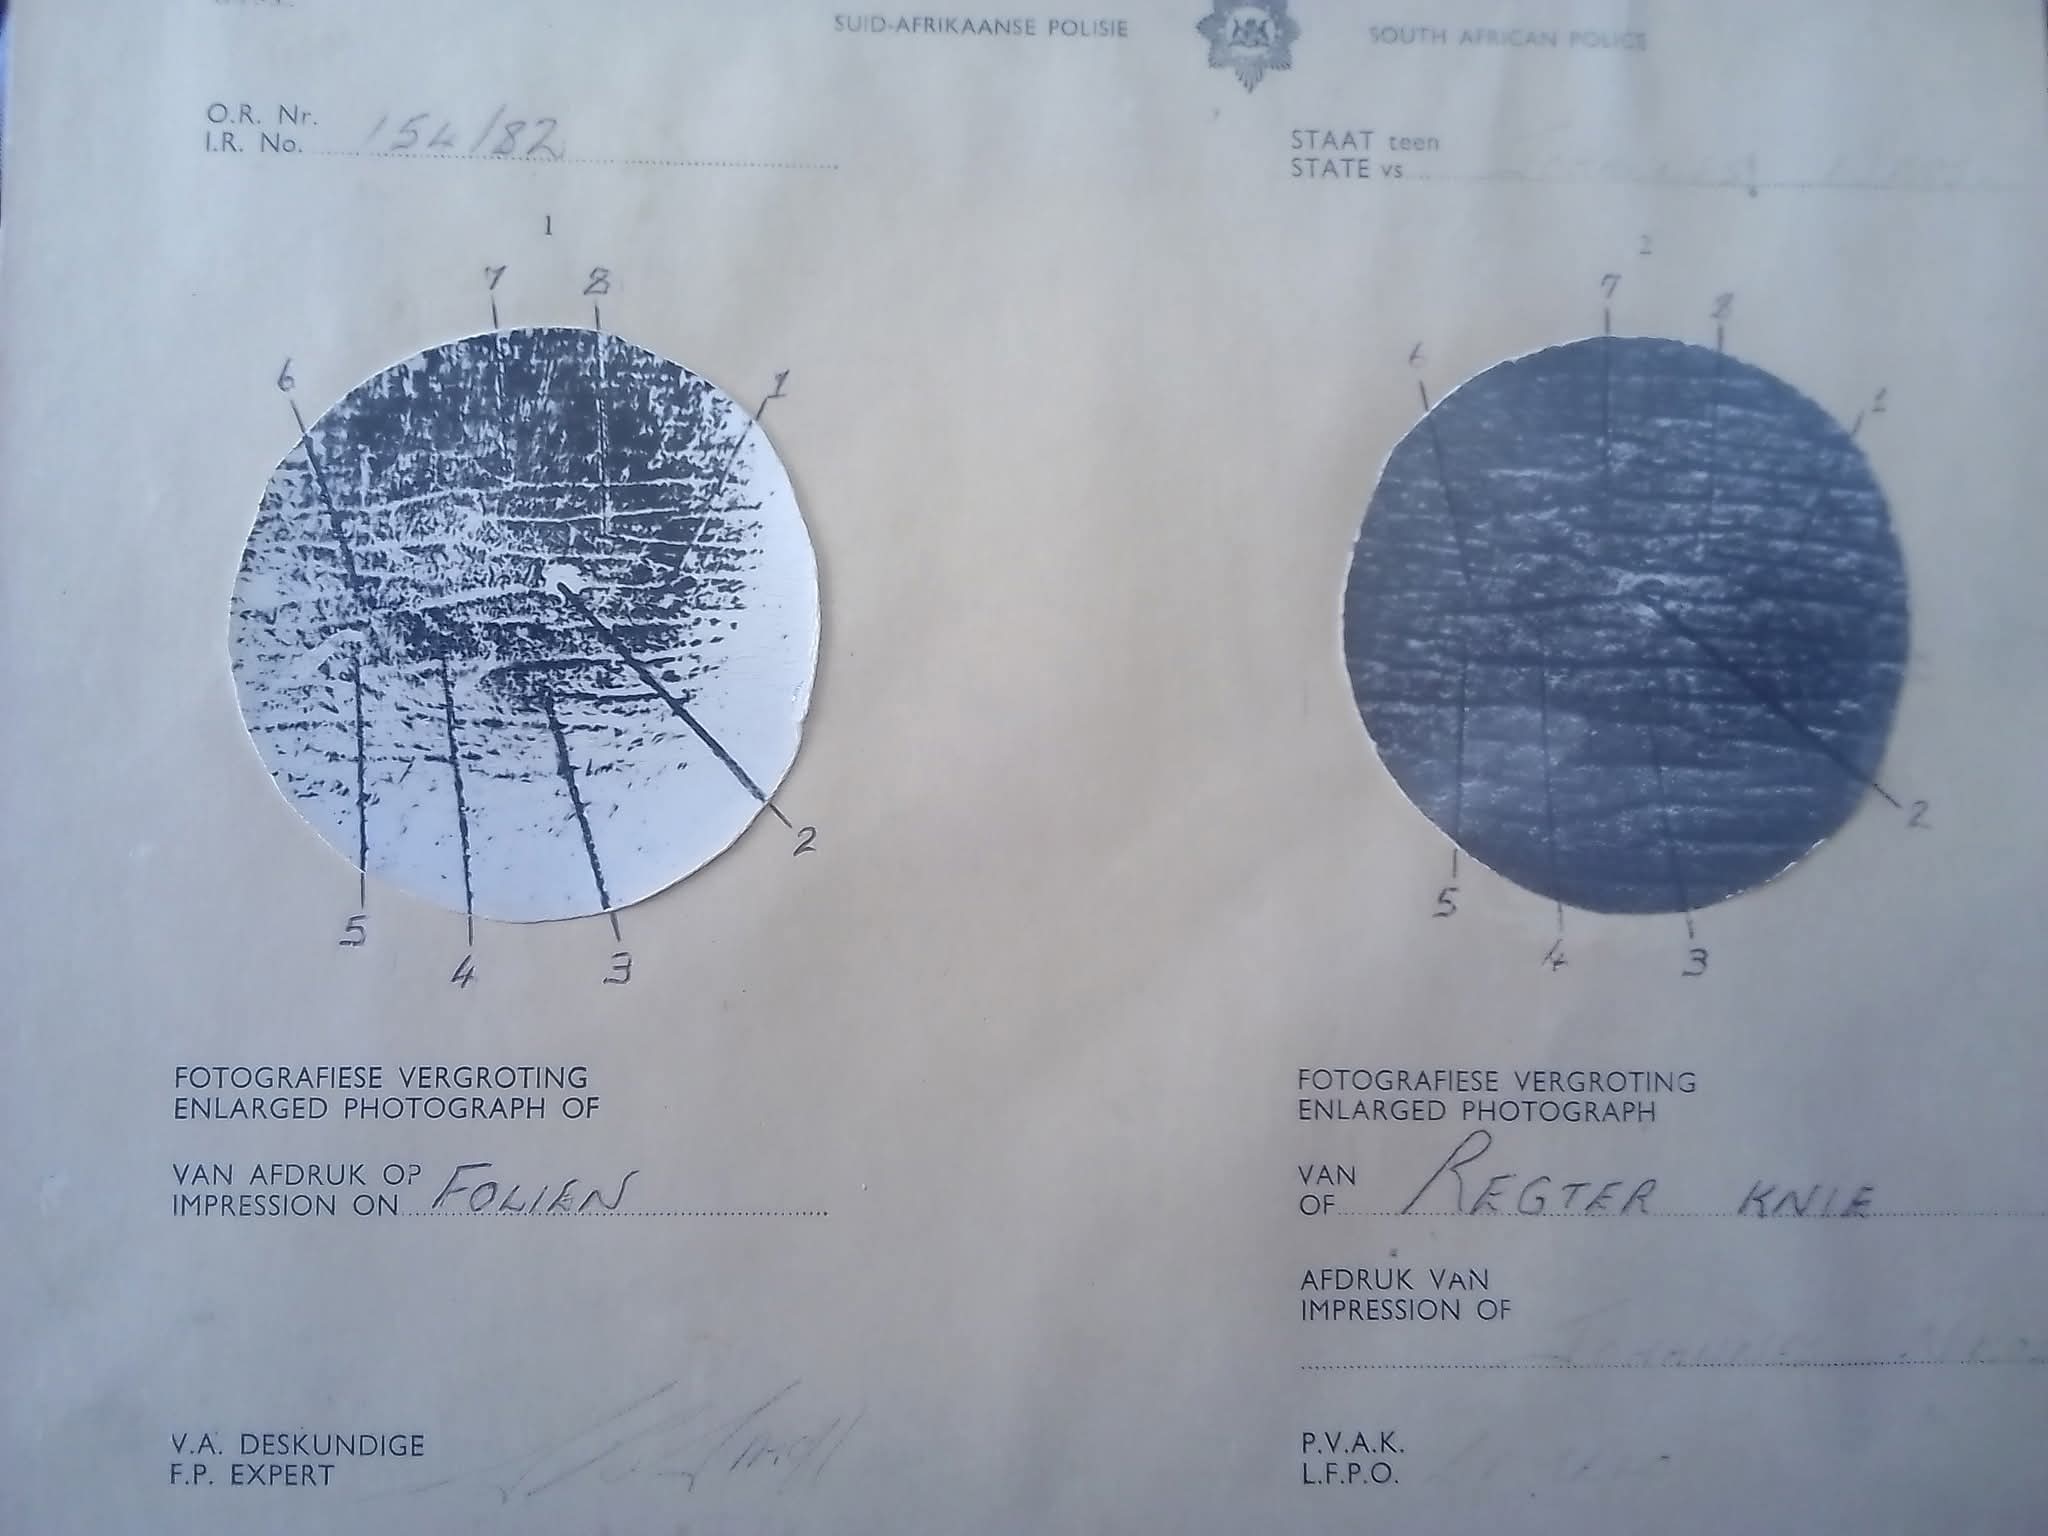 SUID-AFRIKAANSE POLISIE
SOUTH AFRICAN POLICE
O.R. Nr.
I.R. No. 154/82
STAAT teen
STATE vs
1
7 8
6 1
2
5 4 3
2
7 8
6 1
2
5 4 3
FOTOGRAFIESE VERGROTING
ENLARGED PHOTOGRAPH OF
VAN AFDRUK OP
IMPRESSION ON FOLIEN
FOTOGRAFIESE VERGROTING
ENLARGED PHOTOGRAPH
VAN
OF REGTER KNIE
AFDRUK VAN
IMPRESSION OF
V.A. DESKUNDIGE
F.P. EXPERT
P.V.A.K.
L.F.P.O.